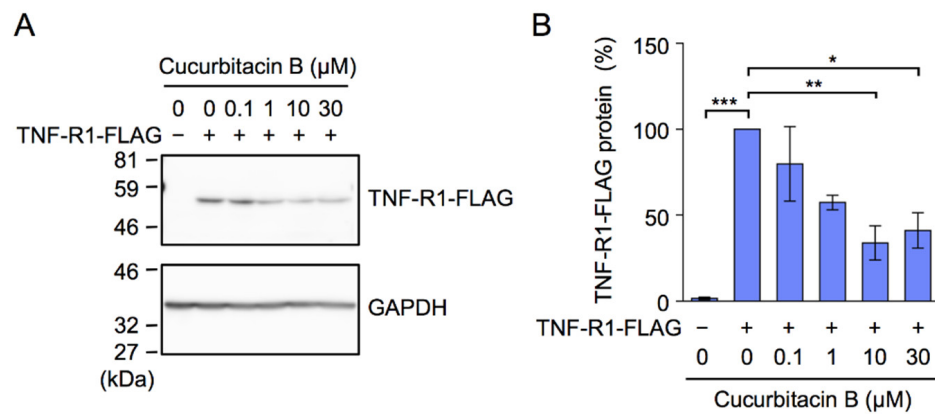 A
Cucurbitacin B (μM)
0 0 0.1 1 10 30
TNF-R1-FLAG − + + + + +
81
59
46
TNF-R1-FLAG
46
32
27
GAPDH
(kDa)
B
TNF-R1-FLAG protein (%)
150
100
50
0
*
**
***
TNF-R1-FLAG − + + + + +
0 0 0.1 1 10 30
Cucurbitacin B (μM)